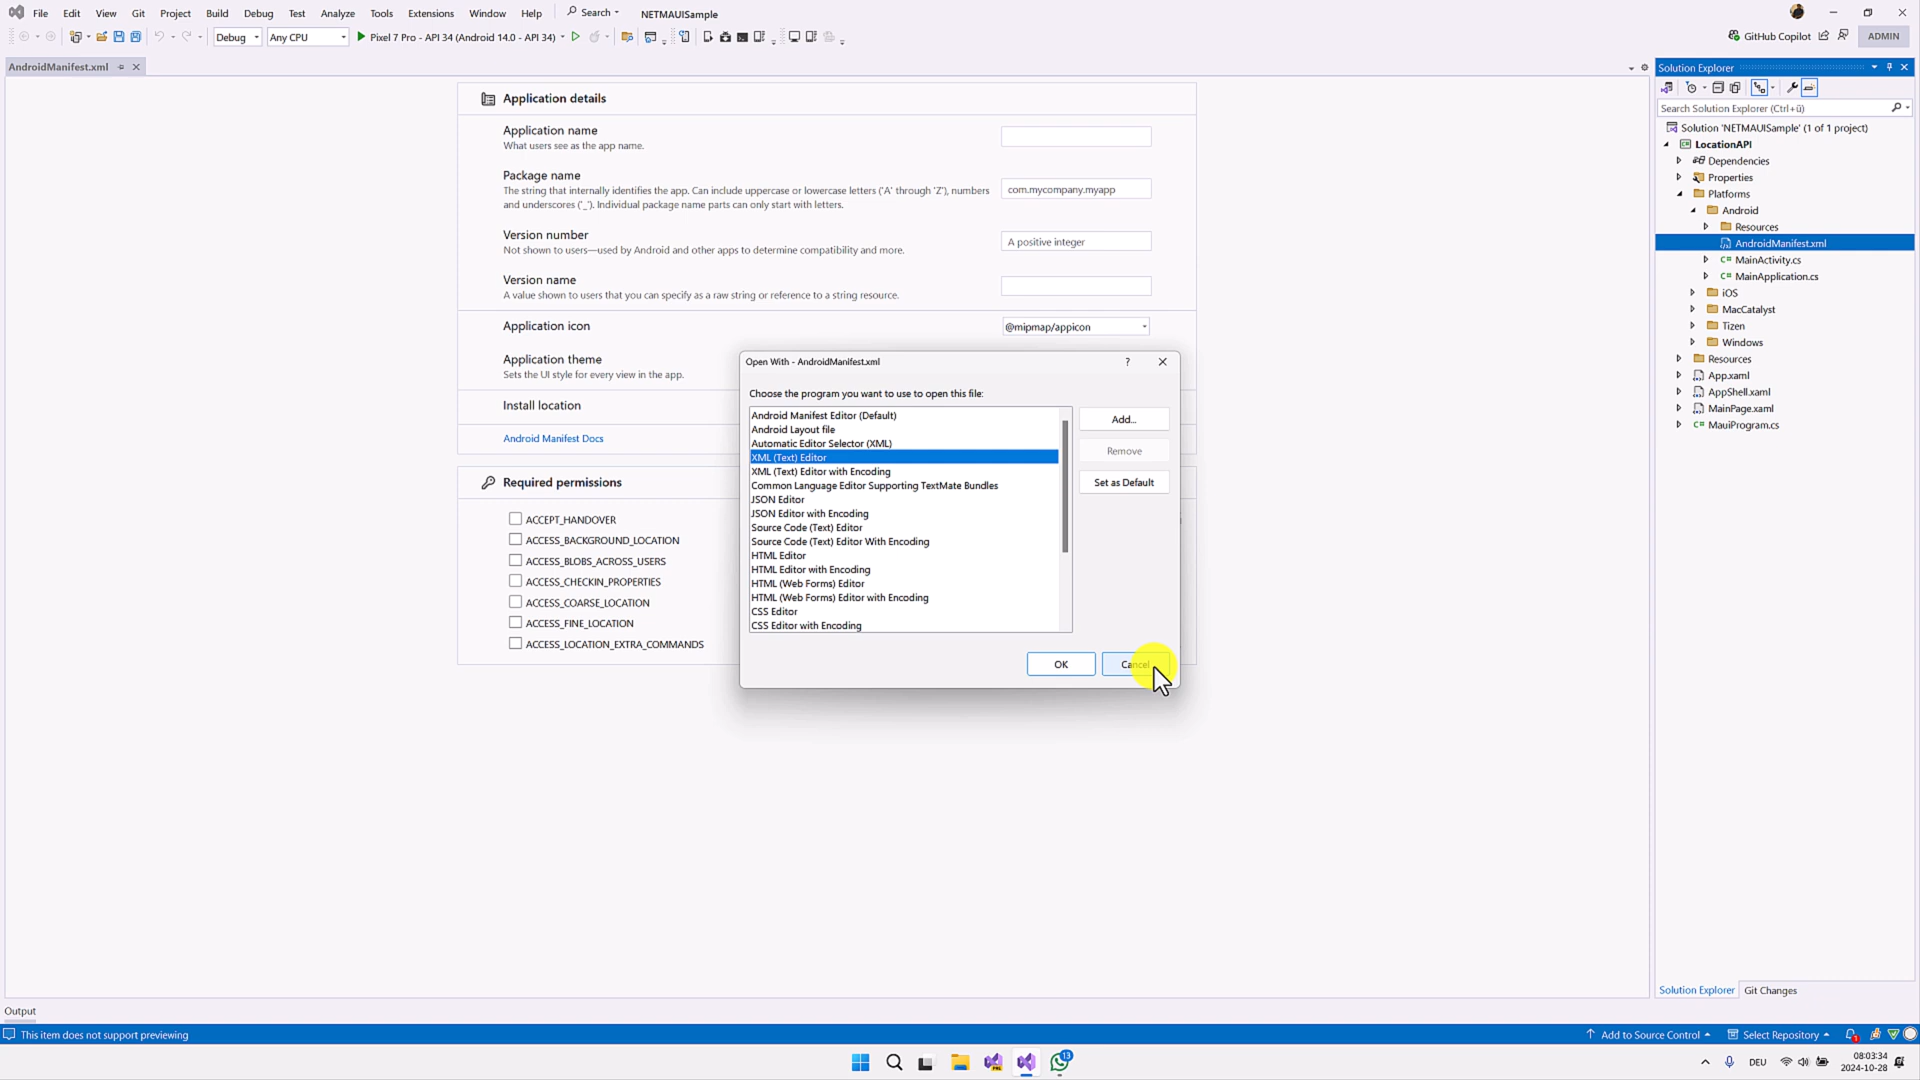 File Edit View Git Project Build Debug Test Analyze Tools Extensions Window Help Search NETMAUISample
Debug Any CPU Pixel 7 Pro - API 34 (Android 14.0 - API 34) GitHub Copilot ADMIN
AndroidManifest.xml
Application details
Application name
What users see as the app name.
Package name
The string that internally identifies the app. Can include uppercase or lowercase letters ('A' through 'Z'), numbers
and underscores ('_'). Individual package name parts can only start with letters.
com.mycompany.myapp
Version number
Not shown to users—used by Android and other apps to determine compatibility and more.
A positive integer
Version name
A value shown to users that you can specify as a raw string or reference to a string resource.
Application icon
@mipmap/appicon
Application theme
Sets the UI style for every view in the app.
Install location
Android Manifest Docs
Required permissions
ACCEPT_HANDOVER
ACCESS_BACKGROUND_LOCATION
ACCESS_BLOBS_ACROSS_USERS
ACCESS_CHECKIN_PROPERTIES
ACCESS_COARSE_LOCATION
ACCESS_FINE_LOCATION
ACCESS_LOCATION_EXTRA_COMMANDS
Open With - AndroidManifest.xml ?
Choose the program you want to use to open this file:
Android Manifest Editor (Default)
Android Layout file
Automatic Editor Selector (XML)
XML (Text) Editor
XML (Text) Editor with Encoding
Common Language Editor Supporting TextMate Bundles
JSON Editor
JSON Editor with Encoding
Source Code (Text) Editor
Source Code (Text) Editor With Encoding
HTML Editor
HTML Editor with Encoding
HTML (Web Forms) Editor
HTML (Web Forms) Editor with Encoding
CSS Editor
CSS Editor with Encoding
Add...
Remove
Set as Default
OK Cancel
Solution Explorer
Search Solution Explorer (Ctrl+ü)
Solution 'NETMAUISample' (1 of 1 project)
LocationAPI
Dependencies
Properties
Platforms
Android
Resources
AndroidManifest.xml
MainActivity.cs
MainApplication.cs
iOS
MacCatalyst
Tizen
Windows
Resources
App.xaml
AppShell.xaml
MainPage.xaml
MauiProgram.cs
Solution Explorer Git Changes
Output
This item does not support previewing Add to Source Control Select Repository 1
13 DEU 08:03:34
2024-10-28